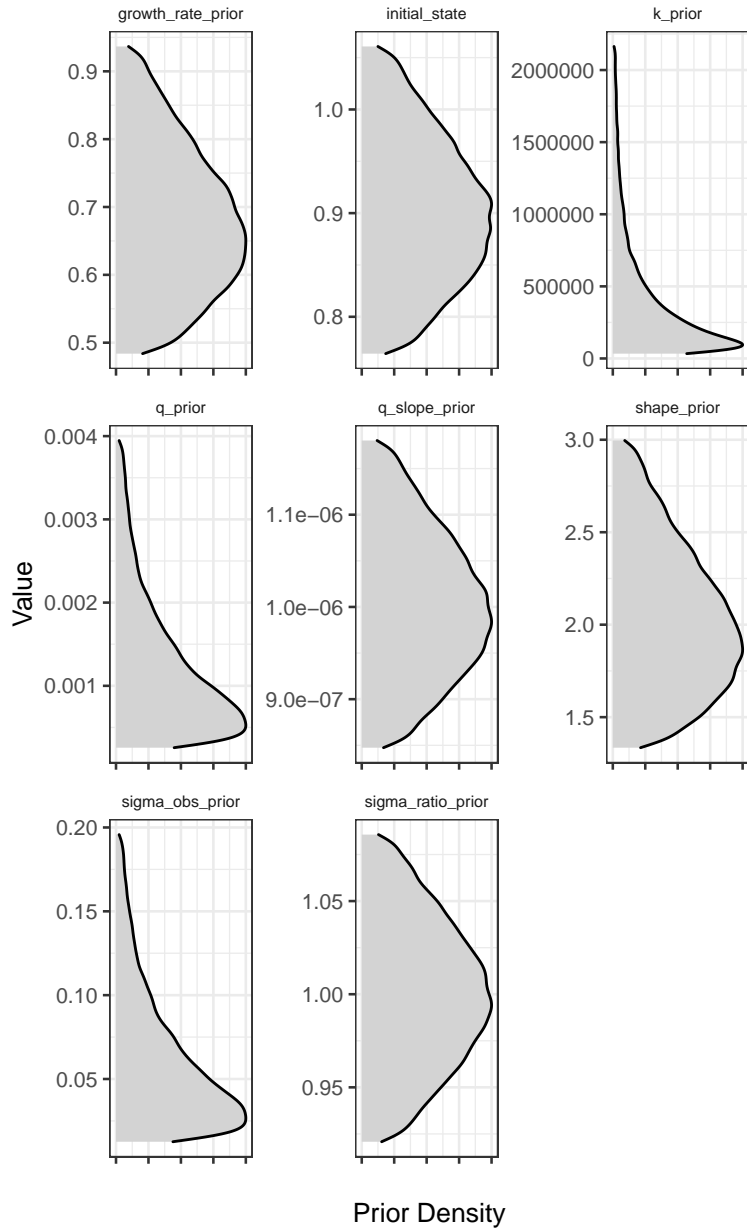 growth_rate_prior initial_state k_prior
0.9 1.0 2000000
0.8 0.9 1500000
0.7 0.8 1000000
0.6 500000
0.5 0
q_prior q_slope_prior shape_prior
0.004 1.1e−06 3.0
0.003 1.0e−06 2.5
0.002 9.0e−07 2.0
0.001 1.5
Value
sigma_obs_prior sigma_ratio_prior
0.20 1.05
0.15 1.00
0.10 0.95
0.05
Prior Density